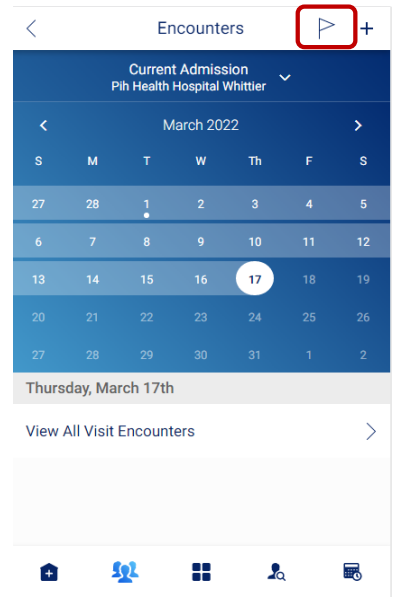 Encounters
Current Admission
Pih Health Hospital Whittier
March 2022
S M T W Th F S
27 28 1 2 3 4 5
6 7 8 9 10 11 12
13 14 15 16 17 18 19
20 21 22 23 24 25 26
27 28 29 30 31 1 2
Thursday, March 17th
View All Visit Encounters